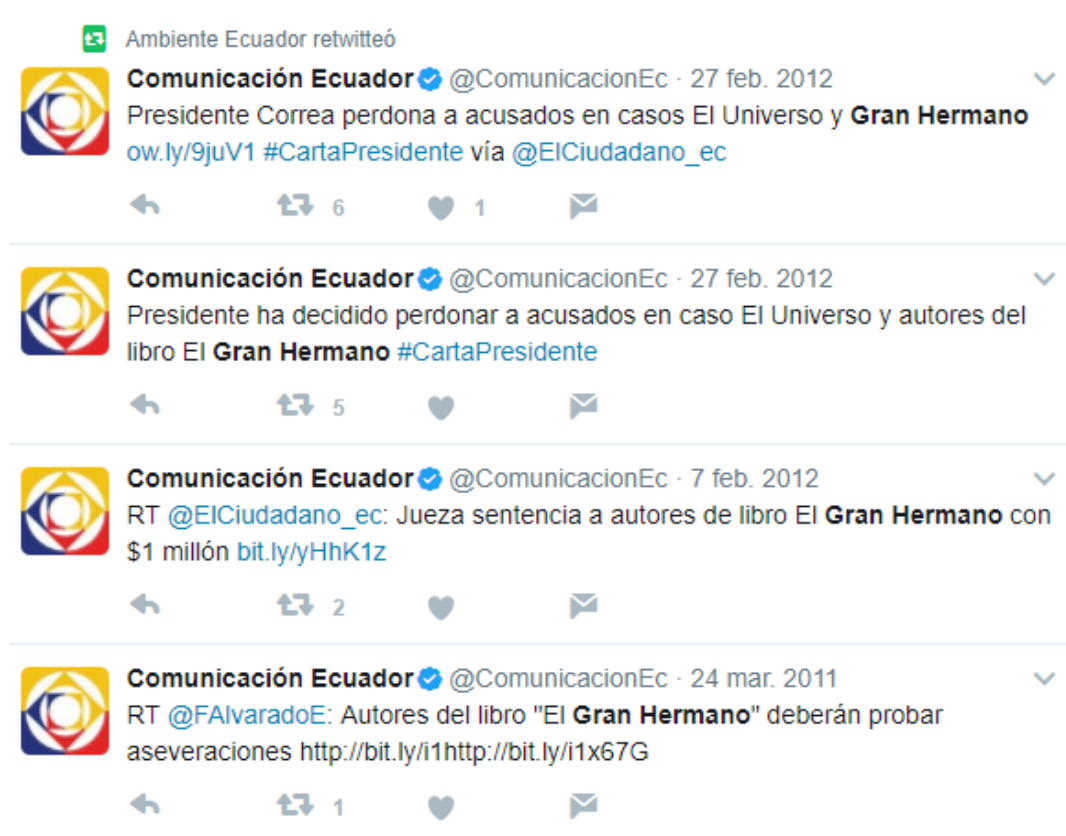 Ambiente Ecuador retwitteó
Comunicación Ecuador @ComunicacionEc · 27 feb. 2012
Presidente Correa perdona a acusados en casos El Universo y Gran Hermano
ow.ly/9juV1 #CartaPresidente vía @ElCiudadano_ec
6 1
Comunicación Ecuador @ComunicacionEc · 27 feb. 2012
Presidente ha decidido perdonar a acusados en caso El Universo y autores del
libro El Gran Hermano #CartaPresidente
5
Comunicación Ecuador @ComunicacionEc · 7 feb. 2012
RT @ElCiudadano_ec: Jueza sentencia a autores de libro El Gran Hermano con
$1 millón bit.ly/yHhK1z
2
Comunicación Ecuador @ComunicacionEc · 24 mar. 2011
RT @FAlvaradoE: Autores del libro "El Gran Hermano" deberán probar
aseveraciones http://bit.ly/i1http://bit.ly/i1x67G
1